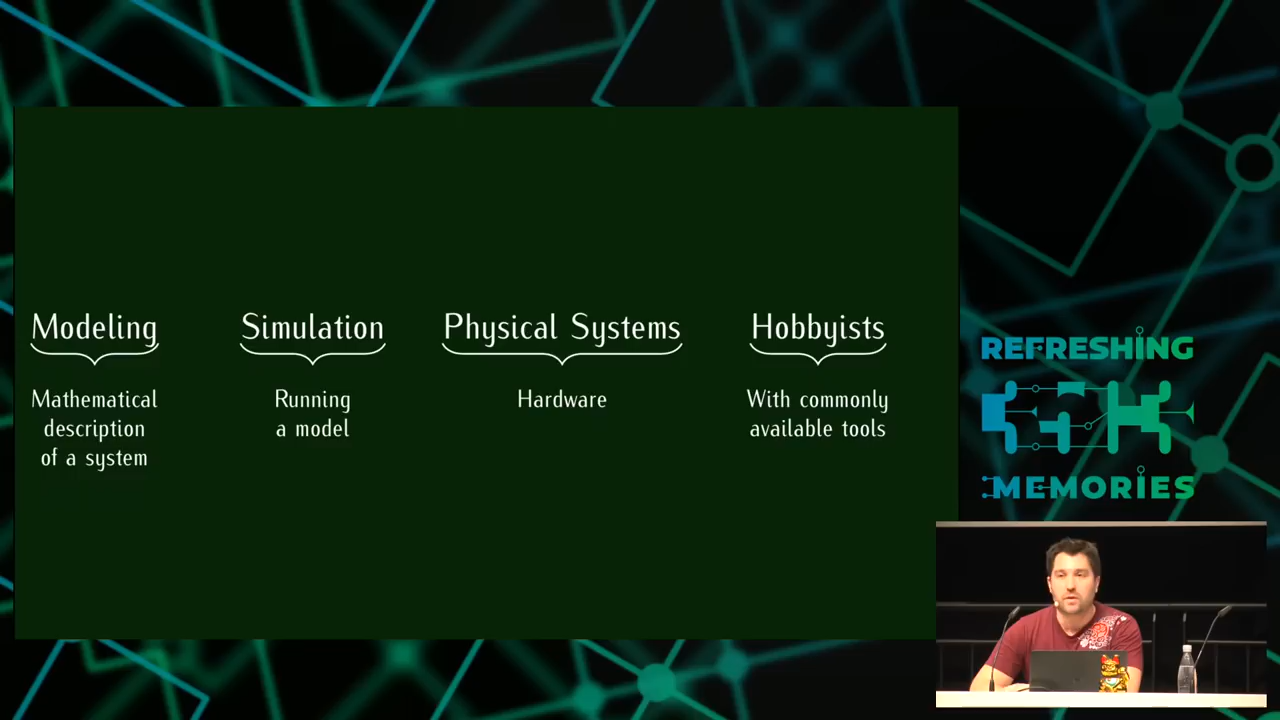 Modeling
Simulation
Physical Systems
Hobbyists
Mathematical
description
of a system
Running
a model
Hardware
With commonly
available tools
REFRESHING
MEMORIES